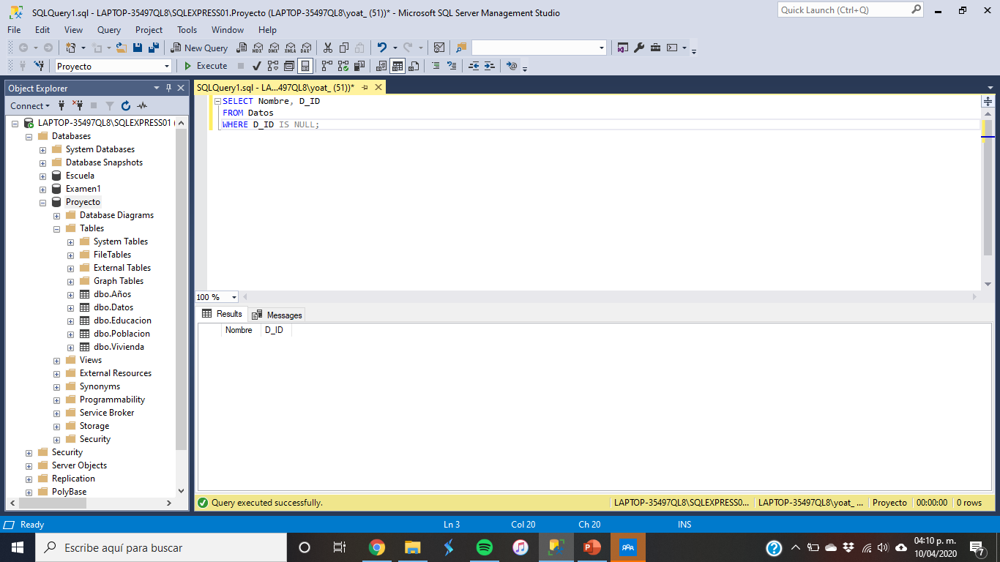 SQLQuery1.sql - LAPTOP-35497QL8\SQLEXPRESS01.Proyecto (LAPTOP-35497QL8\yoat_ (51))* - Microsoft SQL Server Management Studio
Quick Launch (Ctrl+Q)
File Edit View Query Project Tools Window Help
New Query MDX DMX XMLA DAX
Proyecto Execute
Object Explorer
SQLQuery1.sql - LA...497QL8\yoat_ (51))*
Connect
SELECT Nombre, D_ID
FROM Datos
WHERE D_ID IS NULL;
LAPTOP-35497QL8\SQLEXPRESS01 (
Databases
System Databases
Database Snapshots
Escuela
Examen1
Proyecto
Database Diagrams
Tables
System Tables
FileTables
External Tables
Graph Tables
dbo.Años
dbo.Datos
dbo.Educacion
dbo.Poblacion
dbo.Vivienda
Views
External Resources
Synonyms
Programmability
Service Broker
Storage
Security
Security
Server Objects
Replication
PolyBase
100 %
Results Messages
Nombre D_ID
Query executed successfully. LAPTOP-35497QL8\SQLEXPRESS0... LAPTOP-35497QL8\yoat_ ... Proyecto 00:00:00 0 rows
Ready Ln 3 Col 20 Ch 20 INS
Escribe aquí para buscar
04:10 p. m.
10/04/2020
7